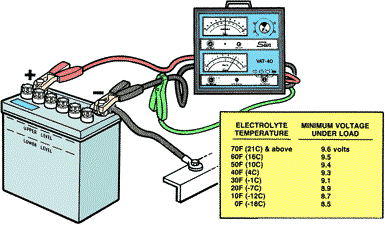 +
−
UPPER LEVEL
LOWER LEVEL
Sun
VAT-40
ELECTROLYTE TEMPERATURE
MINIMUM VOLTAGE UNDER LOAD
70F (21C) & above 9.6 volts
60F (16C) 9.5
50F (10C) 9.4
40F (4C) 9.3
30F (-1C) 9.1
20F (-7C) 8.9
10F (-12C) 8.7
0F (-18C) 8.5